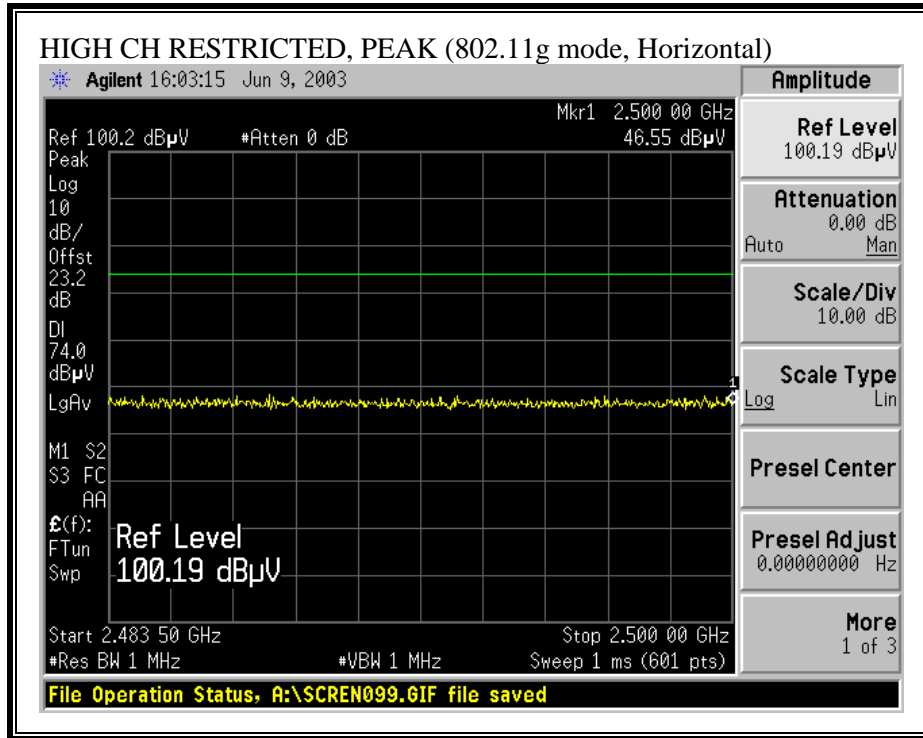 HIGH CH RESTRICTED, PEAK (802.11g mode, Horizontal)
Agilent 16:03:15 Jun 9, 2003
Amplitude
Mkr1 2.500 00 GHz
Ref 100.2 dBµV #Atten 0 dB 46.55 dBµV
Peak
Log
10
dB/
Offst
23.2
dB
DI
74.0
dBµV
LgAv
1
M1 S2
S3 FC
AA
£(f):
FTun
Swp
Ref Level
100.19 dBµV
Start 2.483 50 GHz Stop 2.500 00 GHz
#Res BW 1 MHz #VBW 1 MHz Sweep 1 ms (601 pts)
Ref Level
100.19 dBµV
Attenuation
0.00 dB
Auto Man
Scale/Div
10.00 dB
Scale Type
Log Lin
Presel Center
Presel Adjust
0.00000000 Hz
More
1 of 3
File Operation Status, A:\SCREN099.GIF file saved